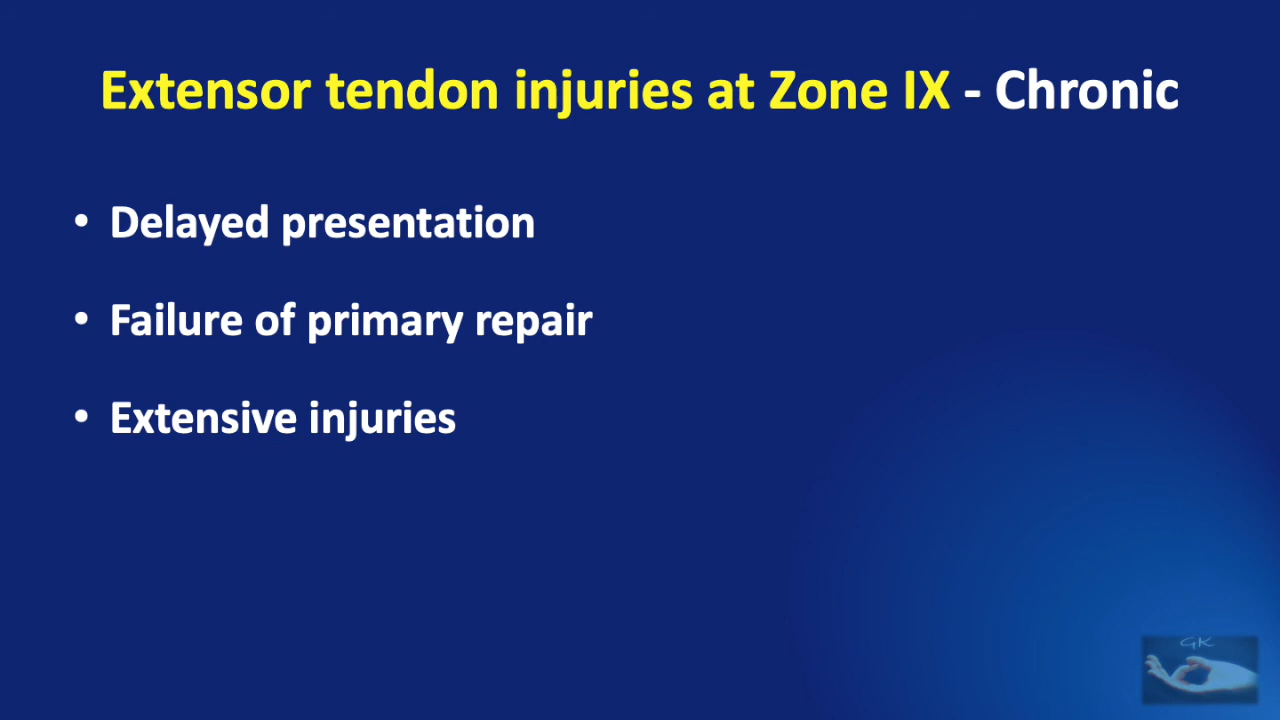 Extensor tendon injuries at Zone IX - Chronic
• Delayed presentation
• Failure of primary repair
• Extensive injuries
GK